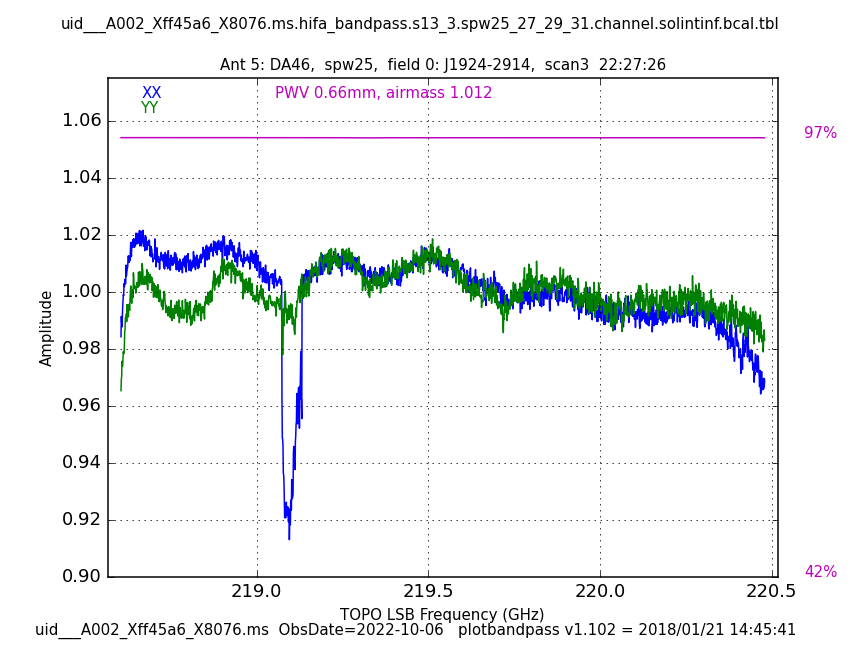 uid___A002_Xff45a6_X8076.ms.hifa_bandpass.s13_3.spw25_27_29_31.channel.solintinf.bcal.tbl
Ant 5: DA46,  spw25,  field 0: J1924-2914,  scan3  22:27:26
XX
PWV 0.66mm, airmass 1.012
YY
1.06
97%
1.04
1.02
1.00
0.98
0.96
0.94
0.92
0.90
42%
Amplitude
219.0
219.5
220.0
220.5
TOPO LSB Frequency (GHz)
uid___A002_Xff45a6_X8076.ms  ObsDate=2022-10-06   plotbandpass v1.102 = 2018/01/21 14:45:41